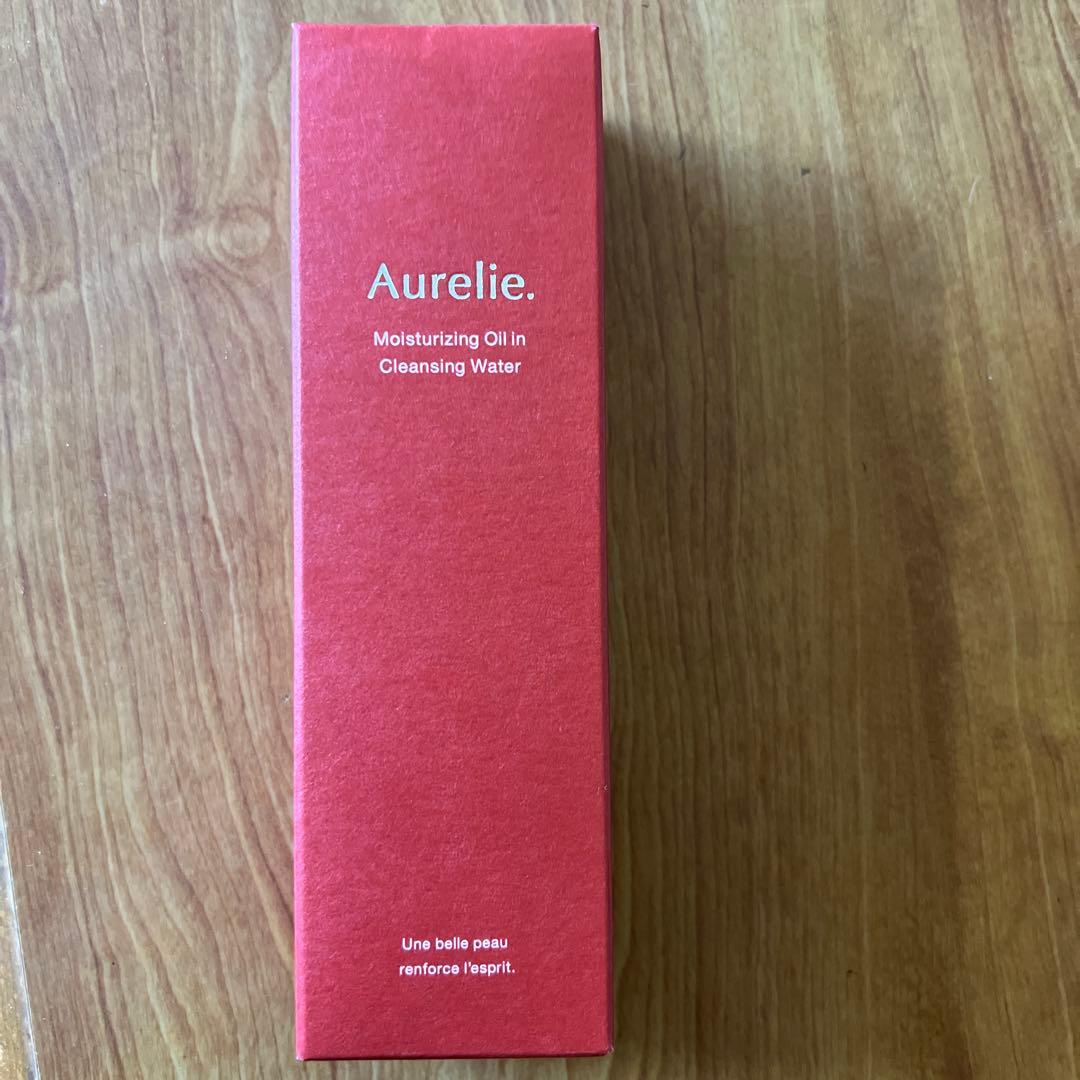 Aurelie.
Moisturizing Oil in
Cleansing Water
Une belle peau
renforce l'esprit.